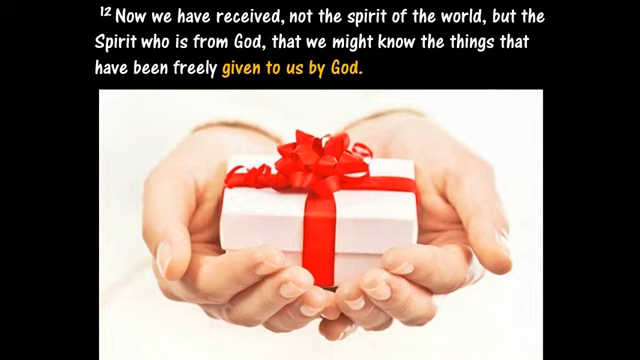 12 Now we have received, not the spirit of the world, but the
Spirit who is from God, that we might know the things that
have been freely given to us by God.